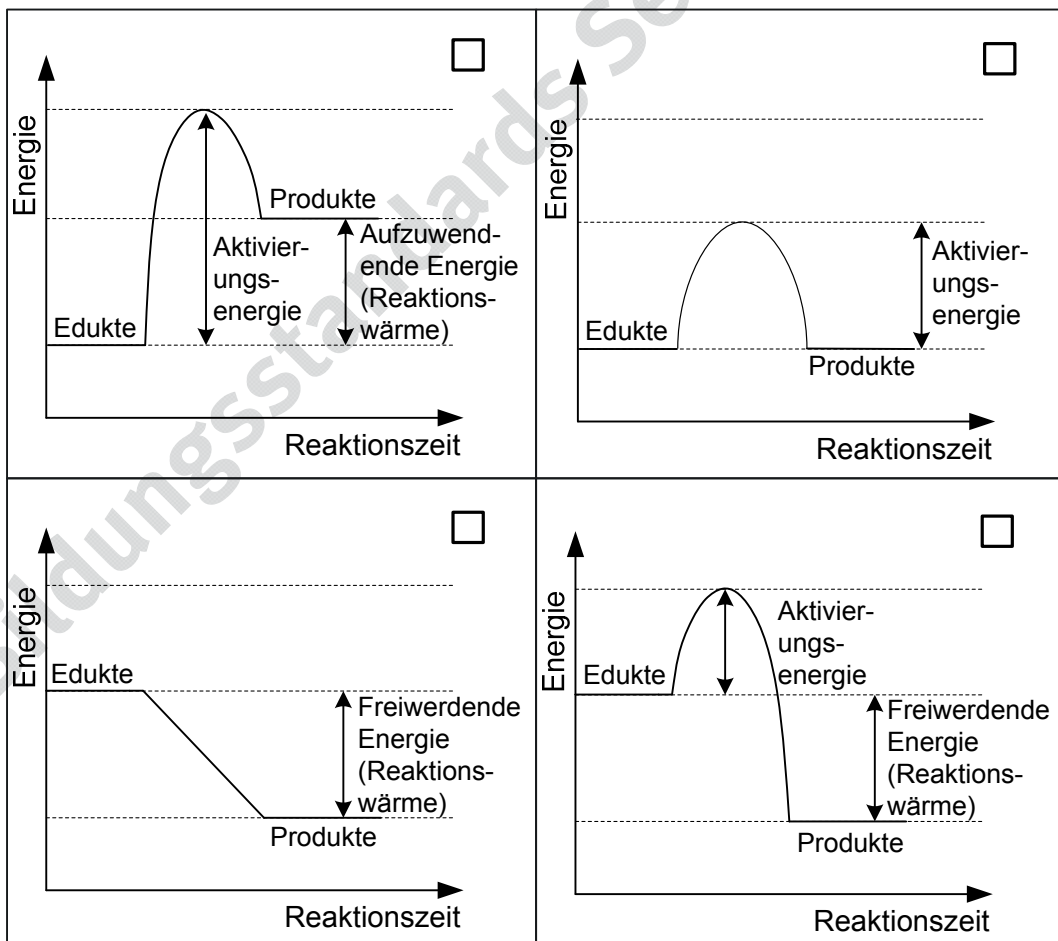 Bildungsstandards Se
Energie
Produkte
Aktivier-
ungs-
energie
Aufzuwend-
ende Energie
(Reaktions-
wärme)
Edukte
Reaktionszeit
Energie
Aktivier-
ungs-
energie
Edukte
Produkte
Reaktionszeit
Energie
Edukte
Freiwerdende
Energie
(Reaktions-
wärme)
Produkte
Reaktionszeit
Energie
Aktivier-
ungs-
energie
Edukte
Freiwerdende
Energie
(Reaktions-
wärme)
Produkte
Reaktionszeit